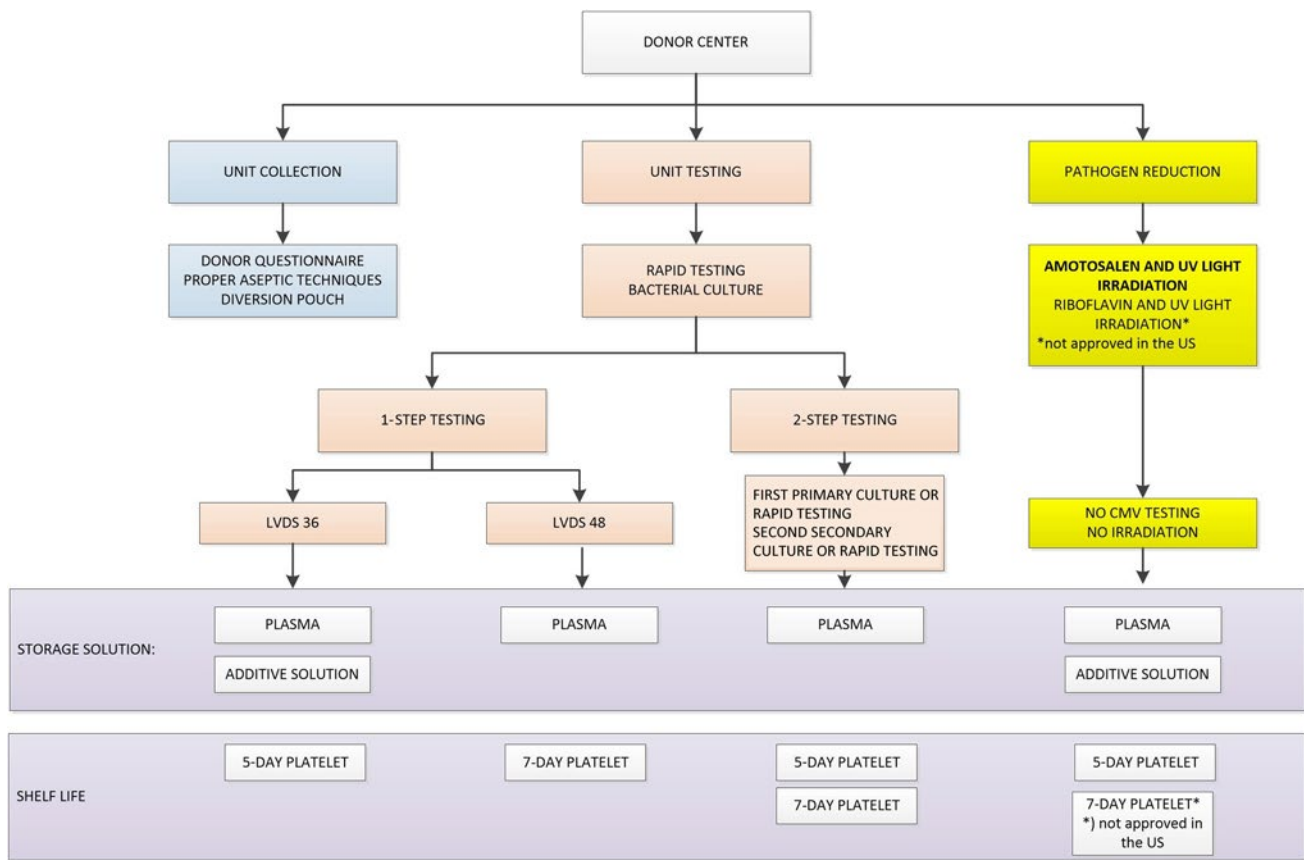 DONOR CENTER
UNIT COLLECTION
UNIT TESTING
PATHOGEN REDUCTION
DONOR QUESTIONNAIRE
PROPER ASEPTIC TECHNIQUES
DIVERSION POUCH
RAPID TESTING
BACTERIAL CULTURE
AMOTOSALEN AND UV LIGHT
IRRADIATION
RIBOFLAVIN AND UV LIGHT
IRRADIATION*
*not approved in the US
1-STEP TESTING
2-STEP TESTING
LVDS 36
LVDS 48
FIRST PRIMARY CULTURE OR
RAPID TESTING
SECOND SECONDARY
CULTURE OR RAPID TESTING
NO CMV TESTING
NO IRRADIATION
STORAGE SOLUTION:
PLASMA
ADDITIVE SOLUTION
PLASMA
PLASMA
PLASMA
ADDITIVE SOLUTION
SHELF LIFE
5-DAY PLATELET
7-DAY PLATELET
5-DAY PLATELET
7-DAY PLATELET
5-DAY PLATELET
7-DAY PLATELET*
*) not approved in
the US